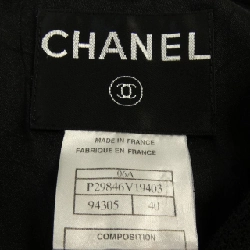 CHANEL
MADE IN FRANCE
FABRIQUE EN FRANCE
05A
P29846V19403
94305 40
COMPOSITION